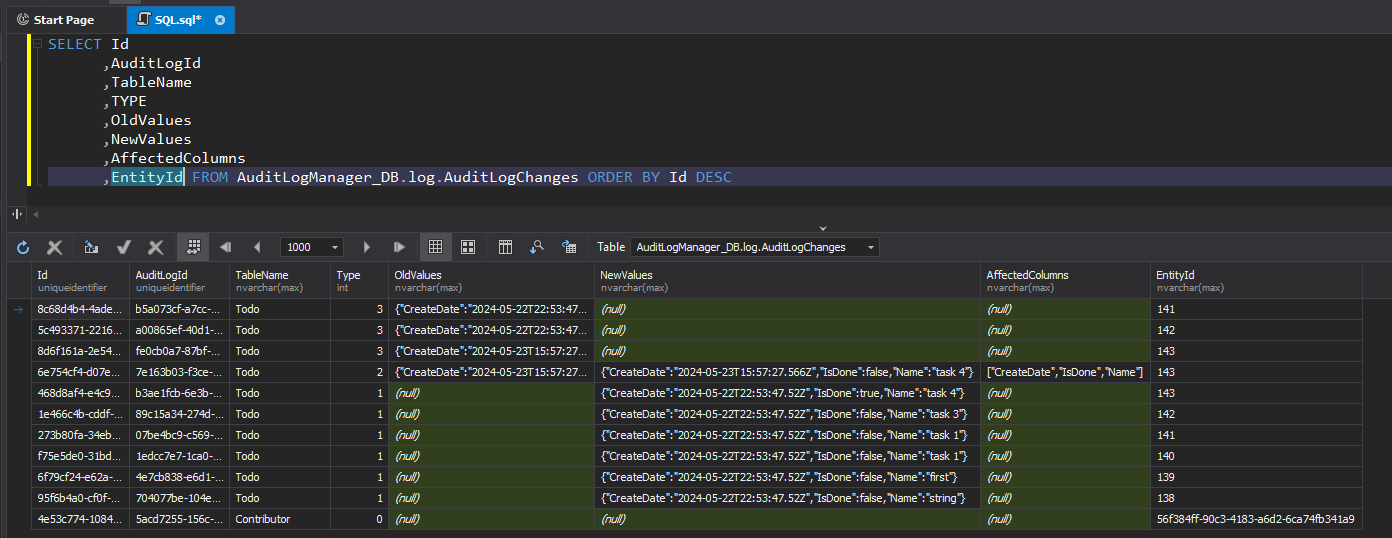 Start Page SQL.sql*
SELECT Id
,AuditLogId
,TableName
,TYPE
,OldValues
,NewValues
,AffectedColumns
,EntityId FROM AuditLogManager_DB.log.AuditLogChanges ORDER BY Id DESC
1000 Table AuditLogManager_DB.log.AuditLogChanges
Id AuditLogId TableName Type OldValues NewValues AffectedColumns EntityId
uniqueidentifier uniqueidentifier nvarchar(max) int nvarchar(max) nvarchar(max) nvarchar(max) nvarchar(max)
8c68d4b4-4ade... b5a073cf-a7cc-... Todo 3 {"CreateDate":"2024-05-22T22:53:47... (null) (null) 141
5c493371-2216... a00865ef-40d1-... Todo 3 {"CreateDate":"2024-05-22T22:53:47... (null) (null) 142
8d6f161a-2e54... fe0cb0a7-87bf-... Todo 3 {"CreateDate":"2024-05-23T15:57:27... (null) (null) 143
6e754cf4-d07e... 7e163b03-f3ce-... Todo 2 {"CreateDate":"2024-05-23T15:57:27... {"CreateDate":"2024-05-23T15:57:27.566Z","IsDone":false,"Name":"task 4"} ["CreateDate","IsDone","Name"] 143
468d8af4-e4c9... b3ae1fcb-6e3b-... Todo 1 (null) {"CreateDate":"2024-05-22T22:53:47.52Z","IsDone":true,"Name":"task 4"} (null) 143
1e466c4b-cddf-... 89c15a34-274d-... Todo 1 (null) {"CreateDate":"2024-05-22T22:53:47.52Z","IsDone":false,"Name":"task 3"} (null) 142
273b80fa-34eb... 07be4bc9-c569-... Todo 1 (null) {"CreateDate":"2024-05-22T22:53:47.52Z","IsDone":false,"Name":"task 1"} (null) 141
f75e5de0-31bd... 1edcc7e7-1ca0-... Todo 1 (null) {"CreateDate":"2024-05-22T22:53:47.52Z","IsDone":false,"Name":"task 1"} (null) 140
6f79cf24-e62a-... 4e7cb838-e6d1-... Todo 1 (null) {"CreateDate":"2024-05-22T22:53:47.52Z","IsDone":false,"Name":"first"} (null) 139
95f6b4a0-cf0f-... 704077be-104e... Todo 1 (null) {"CreateDate":"2024-05-22T22:53:47.52Z","IsDone":false,"Name":"string"} (null) 138
4e53c774-1084... 5acd7255-156c-... Contributor 0 (null) (null) (null) 56f384ff-90c3-4183-a6d2-6ca74fb341a9